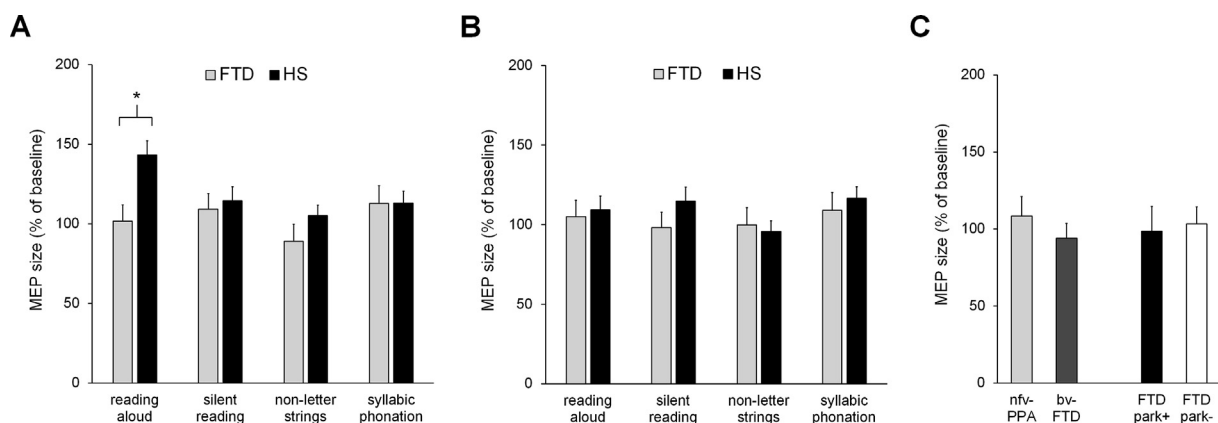 A
B
C
200
150
100
50
0
MEP size (% of baseline)
FTD HS
*
reading aloud
silent reading
non-letter strings
syllabic phonation
200
150
100
50
0
MEP size (% of baseline)
FTD HS
reading aloud
silent reading
non-letter strings
syllabic phonation
200
150
100
50
0
MEP size (% of baseline)
nfv-
PPA
bv-
FTD
FTD
park+
FTD
park-